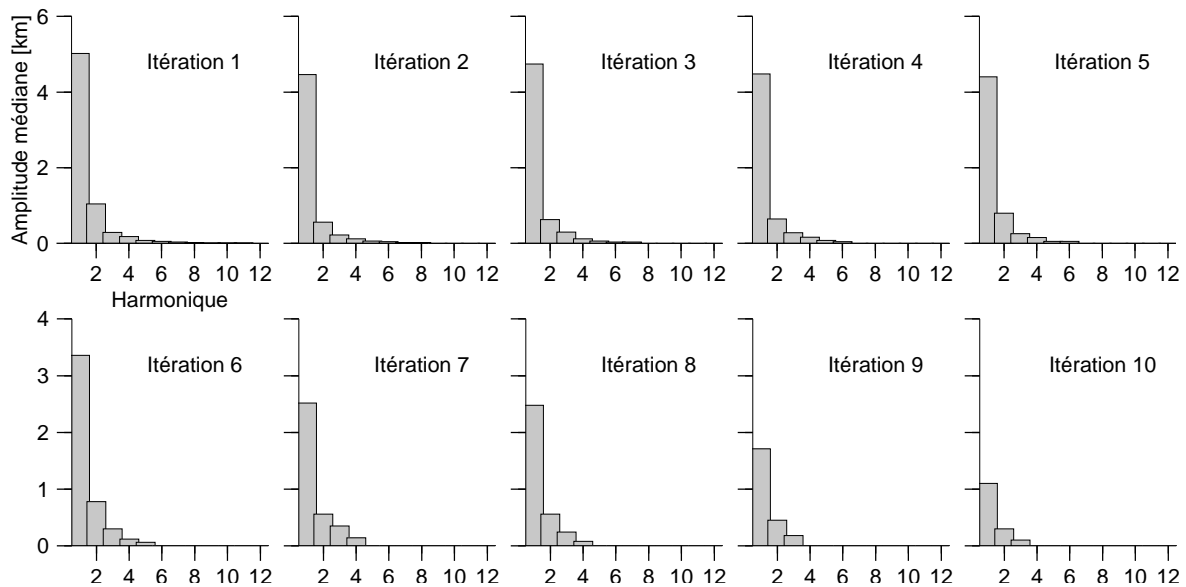 Amplitude médiane [km]
6
4
2
0
Itération 1
Itération 2
Itération 3
Itération 4
Itération 5
2 4 6 8 10 12
2 4 6 8 10 12
2 4 6 8 10 12
2 4 6 8 10 12
2 4 6 8 10 12
Harmonique
4
3
2
1
0
Itération 6
Itération 7
Itération 8
Itération 9
Itération 10
2 4 6 8 10 12
2 4 6 8 10 12
2 4 6 8 10 12
2 4 6 8 10 12
2 4 6 8 10 12